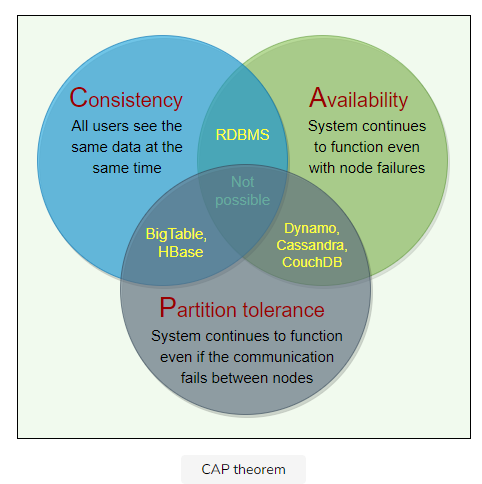 Consistency
All users see the
same data at the
same time
Availability
System continues
to function even
with node failures
RDBMS
Not
possible
BigTable,
HBase
Dynamo,
Cassandra,
CouchDB
Partition tolerance
System continues to function
even if the communication
fails between nodes
CAP theorem